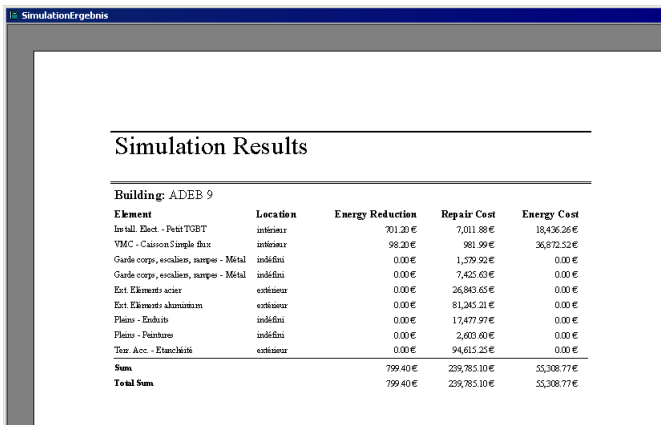 SimulationErgebnis
Simulation Results
Building: ADEB 9
Element Location Energy Reduction Repair Cost Energy Cost
Install. Elect. - Petit TGBT intérieur 701.20 € 7,011.88 € 18,436.26 €
VMC - Caisson Simple flux intérieur 98.20 € 981.99 € 36,872.52 €
Garde corps, escaliers, rampes - Métal indéfini 0.00 € 1,579.92 € 0.00 €
Garde corps, escaliers, rampes - Métal indéfini 0.00 € 7,425.63 € 0.00 €
Ext. Eléments acier extérieur 0.00 € 26,843.65 € 0.00 €
Ext. Eléments aluminium extérieur 0.00 € 81,245.21 € 0.00 €
Pleins - Enduits indéfini 0.00 € 17,477.97 € 0.00 €
Pleins - Peintures indéfini 0.00 € 2,603.60 € 0.00 €
Terr. Acc. - Etanchéité extérieur 0.00 € 94,615.25 € 0.00 €
Sum 799.40 € 239,785.10 € 55,308.77 €
Total Sum 799.40 € 239,785.10 € 55,308.77 €